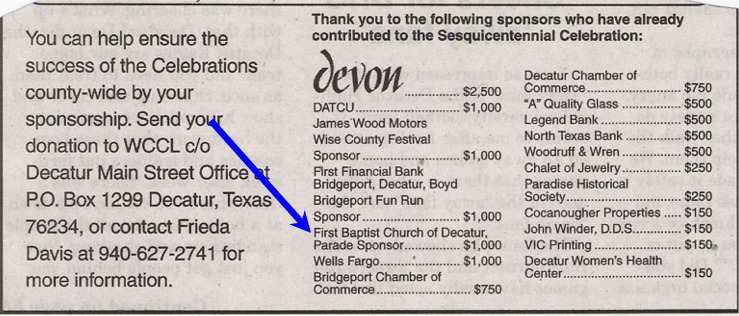 You can help ensure the
success of the Celebrations
county-wide by your
sponsorship. Send your
donation to WCCL c/o
Decatur Main Street Office at
P.O. Box 1299 Decatur, Texas
76234, or contact Frieda
Davis at 940-627-2741 for
more information.
Thank you to the following sponsors who have already
contributed to the Sesquicentennial Celebration:
devon ........ $2,500
DATCU ........ $1,000
James Wood Motors
Wise County Festival
Sponsor ........ $1,000
First Financial Bank
Bridgeport, Decatur, Boyd
Bridgeport Fun Run
Sponsor ........ $1,000
First Baptist Church of Decatur,
Parade Sponsor ........ $1,000
Wells Fargo ........ $1,000
Bridgeport Chamber of
Commerce ........ $750
Decatur Chamber of
Commerce ........ $750
"A" Quality Glass ........ $500
Legend Bank ........ $500
North Texas Bank ........ $500
Woodruff & Wren ........ $500
Chalet of Jewelry ........ $250
Paradise Historical
Society ........ $250
Cocanougher Properties ..... $150
John Winder, D.D.S. ........ $150
VIC Printing ........ $150
Decatur Women's Health
Center ........ $150